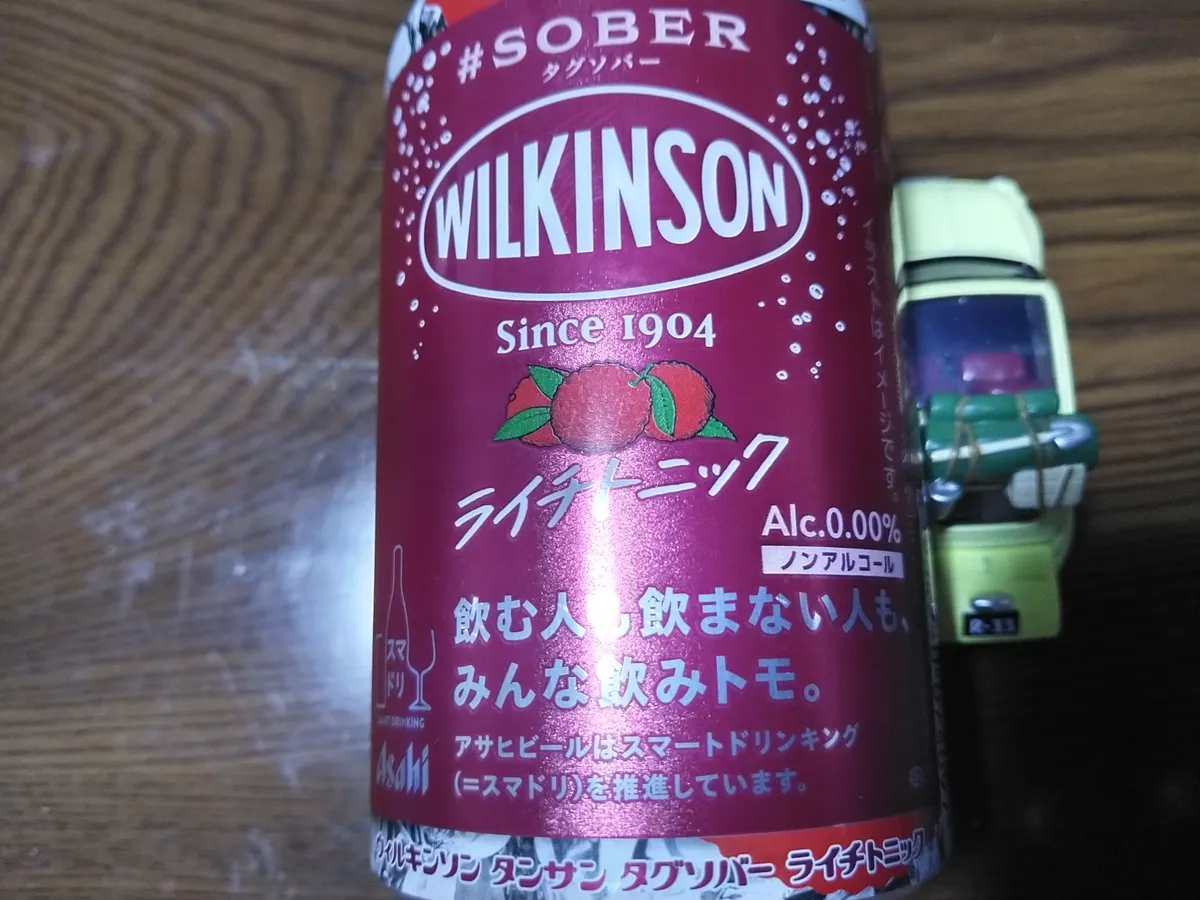 #SOBER
タグソバー
WILKINSON
Since 1904
ライチトニック
Alc.0.00%
ノンアルコール
飲む人も飲まない人も、
みんな飲みトモ。
スマ
ドリ
SMART DRINKING
Asahi
アサヒビールはスマートドリンキング
(=スマドリ)を推進しています。
ウィルキンソン タンサン タグソバー ライチトニック
イラストはイメージです。